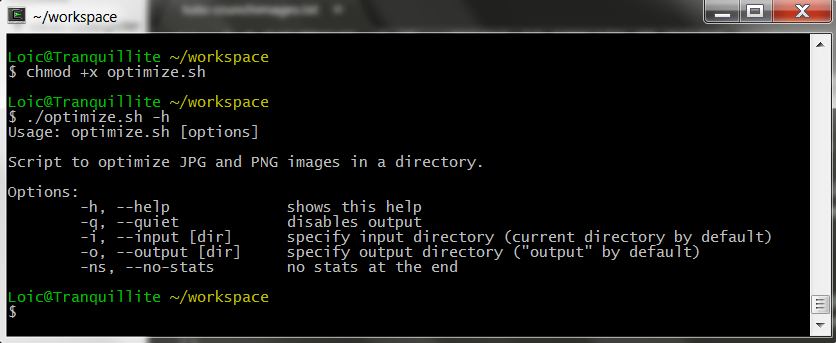 ~/workspace
Loic@Tranquillite ~/workspace
$ chmod +x optimize.sh
Loic@Tranquillite ~/workspace
$ ./optimize.sh -h
Usage: optimize.sh [options]
Script to optimize JPG and PNG images in a directory.
Options:
-h, --help shows this help
-q, --quiet disables output
-i, --input [dir] specify input directory (current directory by default)
-o, --output [dir] specify output directory ("output" by default)
-ns, --no-stats no stats at the end
Loic@Tranquillite ~/workspace
$